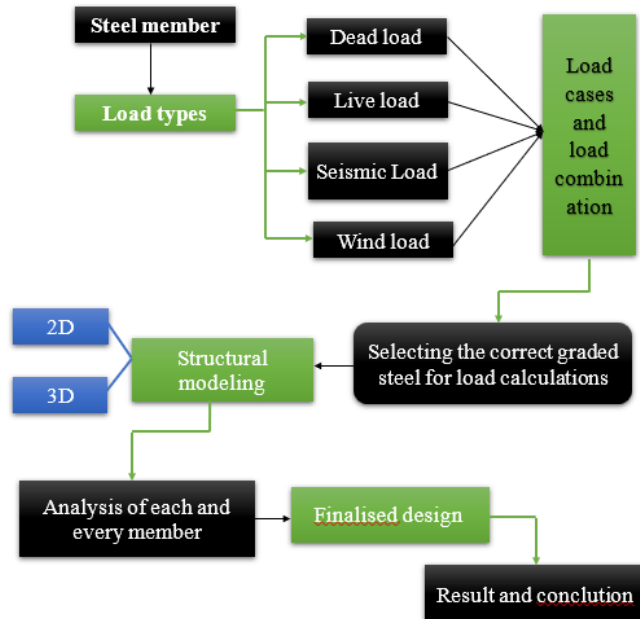 Steel member
Load types
Dead load
Live load
Seismic Load
Wind load
Load
cases
and
load
combin
ation
Selecting the correct graded
steel for load calculations
Structural
modeling
2D
3D
Analysis of each and
every member
Finalised design
Result and conclution